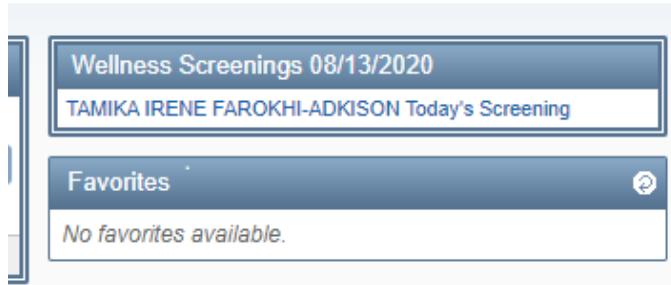 Wellness Screenings 08/13/2020
TAMIKA IRENE FAROKHI-ADKISON Today's Screening
Favorites
No favorites available.